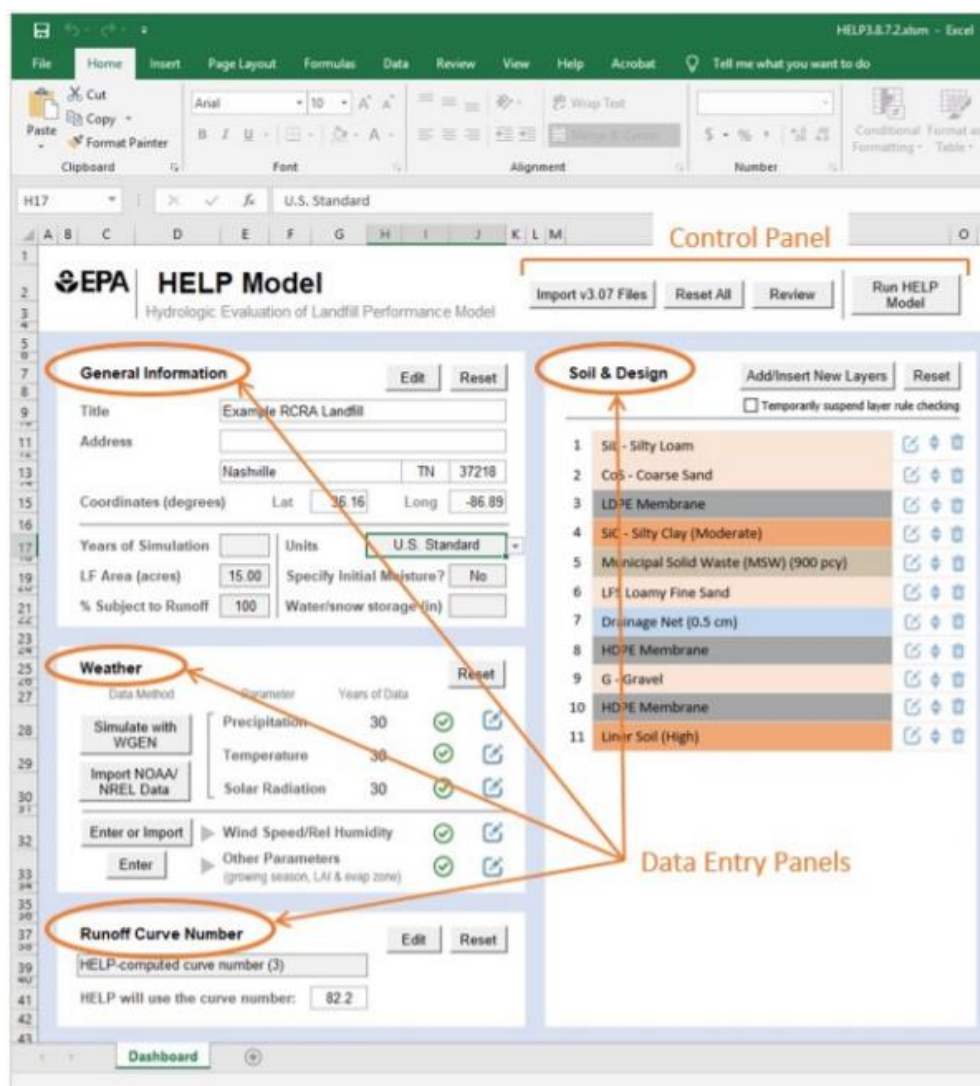 HELP3.8.7.2.xlsm - Excel
File Home Insert Page Layout Formulas Data Review View Help Acrobat Tell me what you want to do
Paste
Cut
Copy
Format Painter
Clipboard
Arial 10
B I U
Font
Wrap Text
Merge & Center
Alignment
$ % ,
Number
Conditional Formatting
Format as Table
H17 fx U.S. Standard
A B C D E F G H I J K L M O
Control Panel
EPA HELP Model
Hydrologic Evaluation of Landfill Performance Model
Import v3.07 Files Reset All Review Run HELP Model
General Information Edit Reset
Title Example RCRA Landfill
Address
Nashville TN 37218
Coordinates (degrees) Lat 36.16 Long -86.89
Years of Simulation Units U.S. Standard
LF Area (acres) 15.00 Specify Initial Moisture? No
% Subject to Runoff 100 Water/snow storage (in)
Weather Reset
Data Method Parameter Years of Data
Simulate with WGEN
Import NOAA/ NREL Data
Precipitation 30
Temperature 30
Solar Radiation 30
Enter or Import Wind Speed/Rel Humidity
Enter Other Parameters
(growing season, LAI & evap zone)
Runoff Curve Number Edit Reset
HELP-computed curve number (3)
HELP will use the curve number: 82.2
Soil & Design Add/Insert New Layers Reset
Temporarily suspend layer rule checking
1 SiL - Silty Loam
2 CoS - Coarse Sand
3 LDPE Membrane
4 SiC - Silty Clay (Moderate)
5 Municipal Solid Waste (MSW) (900 pcy)
6 LFS Loamy Fine Sand
7 Drainage Net (0.5 cm)
8 HDPE Membrane
9 G - Gravel
10 HDPE Membrane
11 Liner Soil (High)
Data Entry Panels
Dashboard